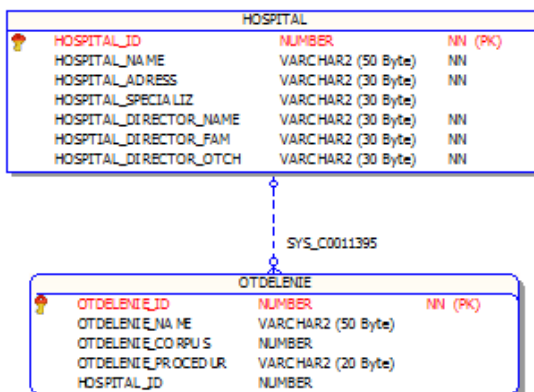 HOSPITAL
HOSPITAL_ID NUMBER NN (PK)
HOSPITAL_NAME VARCHAR2 (50 Byte) NN
HOSPITAL_ADRESS VARCHAR2 (30 Byte) NN
HOSPITAL_SPECIALIZ VARCHAR2 (30 Byte)
HOSPITAL_DIRECTOR_NAME VARCHAR2 (30 Byte) NN
HOSPTIAL_DIRECTOR_FAM VARCHAR2 (30 Byte) NN
HOSPITAL_DIRECTOR_OTCH VARCHAR2 (30 Byte) NN
SYS_C0011395
OTDELENIE
OTDELENIE_ID NUMBER NN (PK)
OTDELENIE_NAME VARCHAR2 (50 Byte)
OTDELENIE_CORPUS NUMBER
OTDELENIE_PROCEDUR VARCHAR2 (20 Byte)
HOSPITAL_ID NUMBER